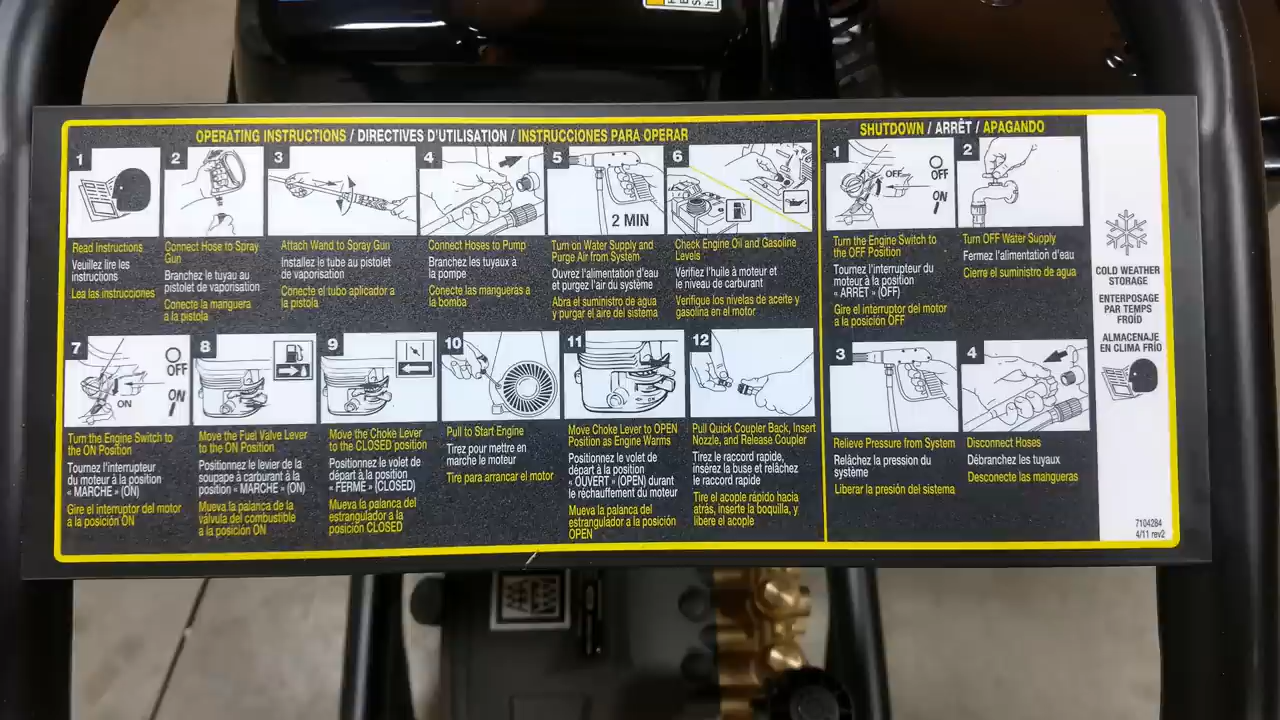 OPERATING INSTRUCTIONS / DIRECTIVES D'UTILISATION / INSTRUCCIONES PARA OPERAR
1
Read Instructions
Veuillez lire les
instructions
Lea las instrucciones
2
Connect Hose to Spray
Gun
Branchez le tuyau au
pistolet de vaporisation
Conecte la manguera
a la pistola
3
Attach Wand to Spray Gun
Installez le tube au pistolet
de vaporisation
Conecte el tubo aplicador a
la pistola
4
Connect Hoses to Pump
Branchez les tuyaux à
la pompe
Conecte las mangueras a
la bomba
5
2 MIN
Turn on Water Supply and
Purge Air from System
Ouvrez l'alimentation d'eau
et purgez l'air du système
Abra el suministro de agua
y purgar el aire del sistema
6
Check Engine Oil and Gasoline
Levels
Vérifiez l'huile à moteur et
le niveau de carburant
Verifique los nivelas de aceite y
gasolina en el motor
7
OFF
ON
ON
Turn the Engine Switch to
the ON Position
Tournez l'interrupteur
du moteur à la position
« MARCHE » (ON)
Gire el interruptor del motor
a la posición ON
8
Move the Fuel Valve Lever
to the ON Position
Positionnez le levier de la
soupape à carburant à la
position « MARCHE » (ON)
Mueva la palanca de la
válvula del combustible
a la posición ON
9
Move the Choke Lever
to the CLOSED position
Positionnez le volet de
départ à la position
« FERME » (CLOSED)
Mueva la palanca del
estrangulador a la
posición CLOSED
10
Pull to Start Engine
Tirez pour mettre en
marche le moteur
Tire para arrancar el motor
11
Move Choke Lever to OPEN
Position as Engine Warms
Positionnez le volet de
départ à la position
« OUVERT » (OPEN) durant
le réchauffement du moteur
Mueva la palanca del
estrangulador a la posición
OPEN
12
Pull Quick Coupler Back, Insert
Nozzle, and Release Coupler
Tirez le raccord rapide,
insérez la buse et relâchez
le raccord rapide
Tire el acople rápido hacia
atrás, inserte la boquilla, y
libere el acople
SHUTDOWN / ARRÊT / APAGANDO
1
OFF
OFF
ON
Turn the Engine Switch to
the OFF Position
Tournez l'interrupteur du
moteur à la position
« ARRET » (OFF)
Gire el interruptor del motor
a la posición OFF
2
Turn OFF Water Supply
Fermez l'alimentation d'eau
Cierre el suministro de agua
3
Relieve Pressure from System
Relâchez la pression du
système
Liberar la presión del sistema
4
Disconnect Hoses
Débranchez les tuyaux
Desconecte las mangueras
COLD WEATHER
STORAGE
ENTERPOSAGE
PAR TEMPS
FROÍD
ALMACENAJE
EN CLIMA FRÍO
7104284
4/11 rev2